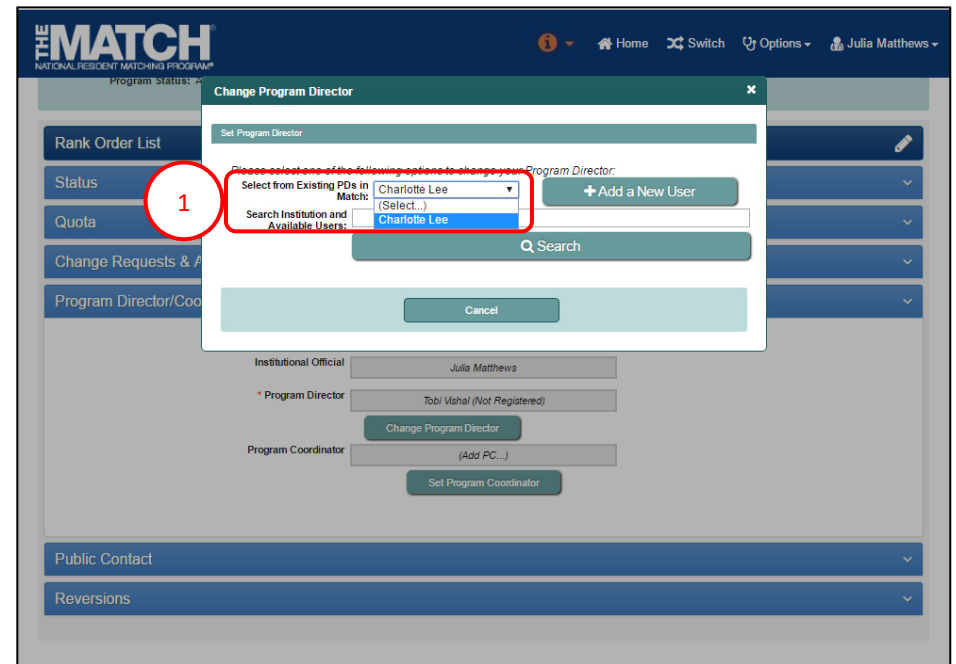 THE MATCH
NATIONAL RESIDENT MATCHING PROGRAM®
Home Switch Options Julia Matthews
Program Status: A
Change Program Director ×
Set Program Director
Please select one of the following options to change your Program Director:
Select from Existing PDs in Match: Charlotte Lee
(Select...)
Charlotte Lee
+ Add a New User
Search Institution and Available Users:
Search
Cancel
1
Rank Order List
Status
Quota
Change Requests & A
Program Director/Coo
Institutional Official Julia Matthews
* Program Director Tobi Vishal (Not Registered)
Change Program Director
Program Coordinator (Add PC...)
Set Program Coordinator
Public Contact
Reversions